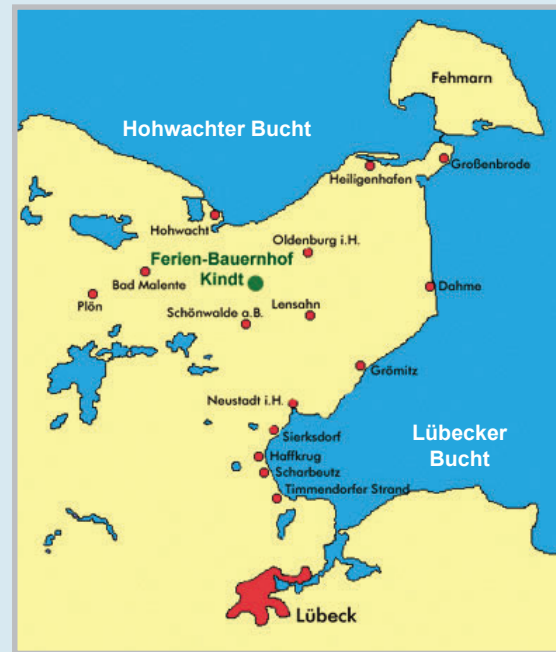 Fehmarn
Hohwachter Bucht
Großenbrode
Heiligenhafen
Hohwacht
Oldenburg i.H.
Ferien-Bauernhof
Kindt
Bad Malente
Dahme
Plön
Lensahn
Schönwalde a.B.
Grömitz
Neustadt i.H.
Sierksdorf
Lübecker
Bucht
Haffkrug
Scharbeutz
Timmendorfer Strand
Lübeck